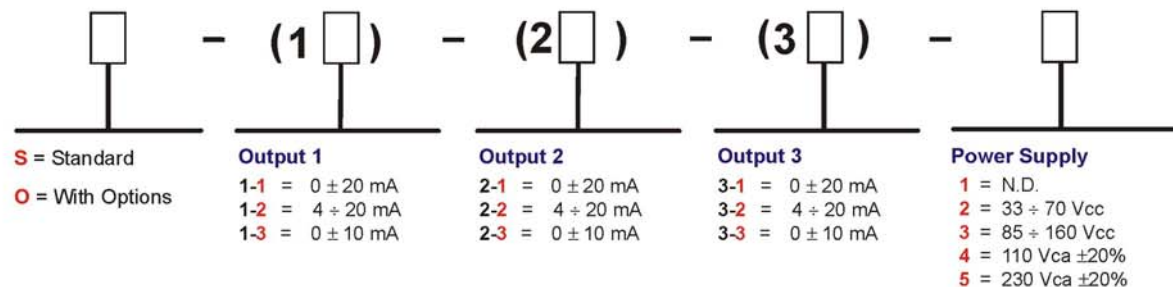 – (1 ) – (2 ) – (3 ) –
S = Standard
O = With Options
Output 1
1-1 = 0 ± 20 mA
1-2 = 4 ÷ 20 mA
1-3 = 0 ± 10 mA
Output 2
2-1 = 0 ± 20 mA
2-2 = 4 ÷ 20 mA
2-3 = 0 ± 10 mA
Output 3
3-1 = 0 ± 20 mA
3-2 = 4 ÷ 20 mA
3-3 = 0 ± 10 mA
Power Supply
1 = N.D.
2 = 33 ÷ 70 Vcc
3 = 85 ÷ 160 Vcc
4 = 110 Vca ±20%
5 = 230 Vca ±20%